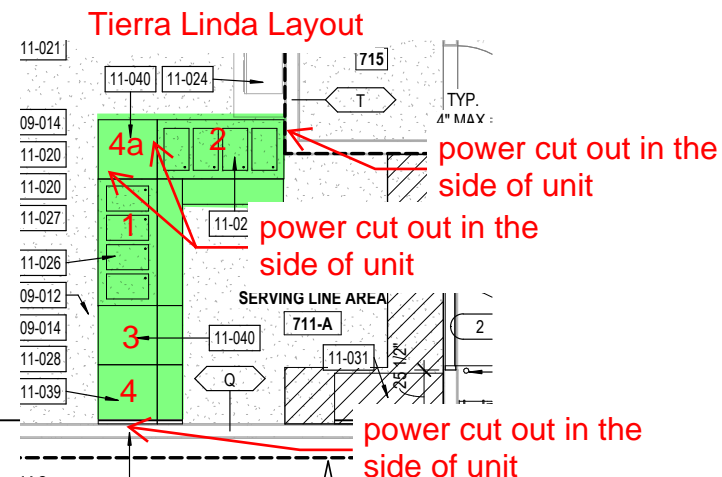 Tierra Linda Layout
11-021
715
11-040
11-024
T
TYP.
4" MAX
09-014
4a
2
power cut out in the
side of unit
11-020
11-020
11-027
1
11-02
power cut out in the
side of unit
11-026
SERVING LINE AREA
09-012
711-A
09-014
3
11-040
2
11-028
11-031
25 1/2"
11-039
4
Q
power cut out in the
side of unit